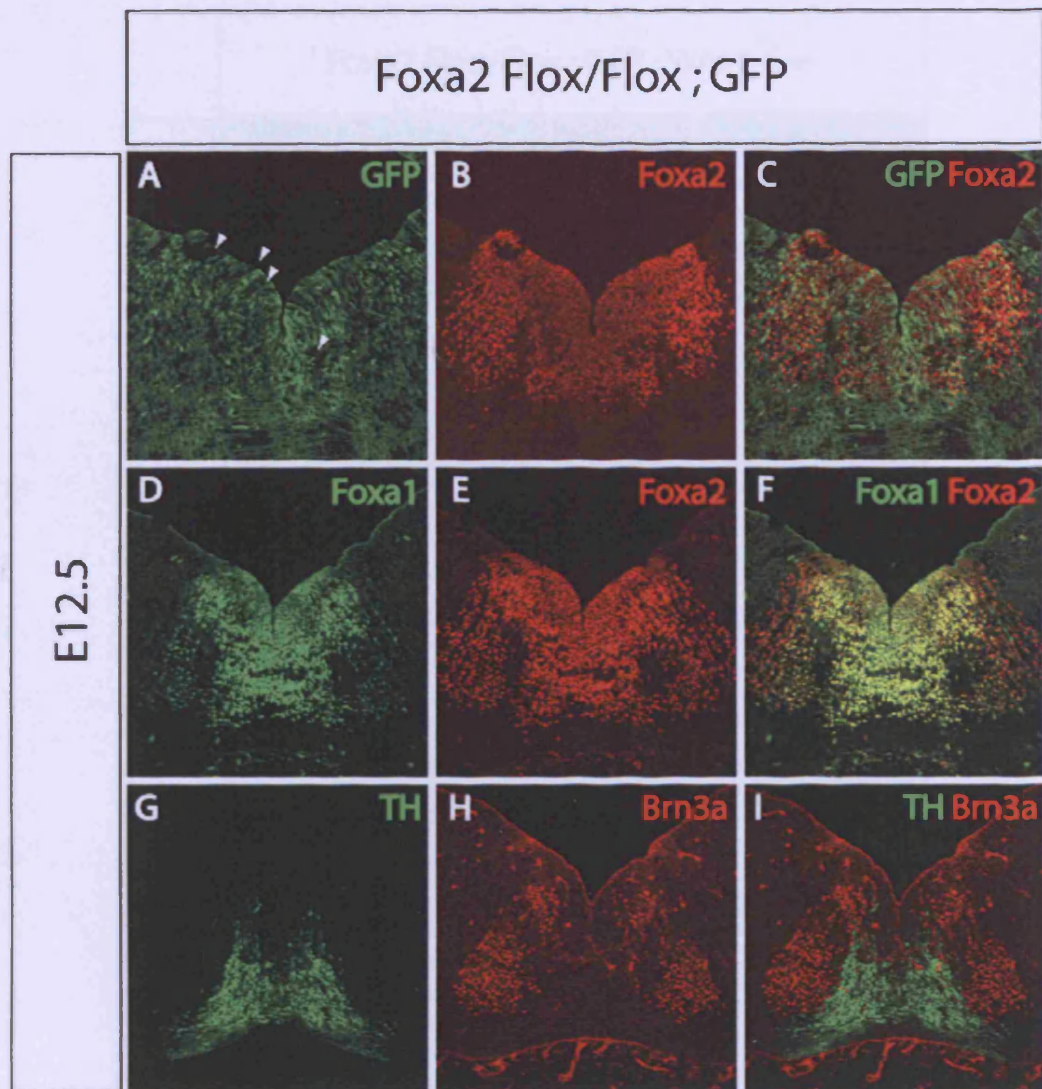 Foxa2 Flox/Flox ; GFP
E12.5
A GFP
B Foxa2
C GFP Foxa2
D Foxa1
E Foxa2
F Foxa1 Foxa2
G TH
H Brn3a
I TH Brn3a